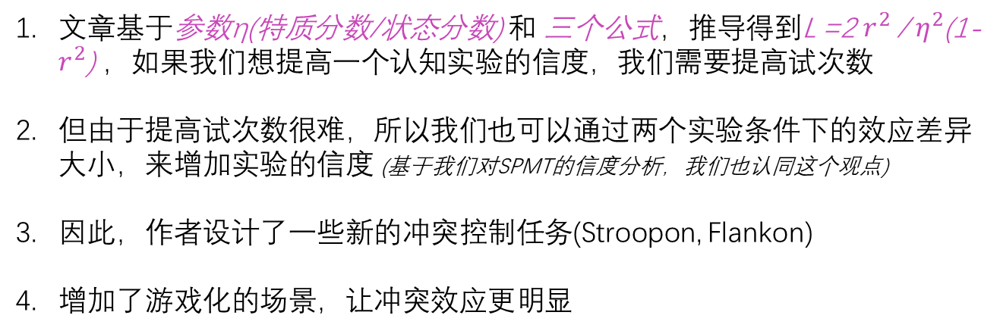 1. 文章基于参数η(特质分数/状态分数)和 三个公式，推导得到L =2 r² / η²(1-
r²) ，如果我们想提高一个认知实验的信度，我们需要提高试次数
2. 但由于提高试次数很难，所以我们也可以通过两个实验条件下的效应差异
大小，来增加实验的信度 (基于我们对SPMT的信度分析，我们也认同这个观点)
3. 因此，作者设计了一些新的冲突控制任务(Stroopon, Flankon)
4. 增加了游戏化的场景，让冲突效应更明显